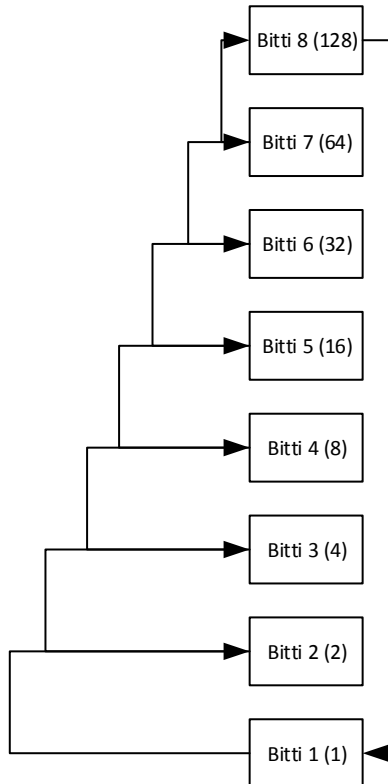 Bitti 8 (128)
Bitti 7 (64)
Bitti 6 (32)
Bitti 5 (16)
Bitti 4 (8)
Bitti 3 (4)
Bitti 2 (2)
Bitti 1 (1)